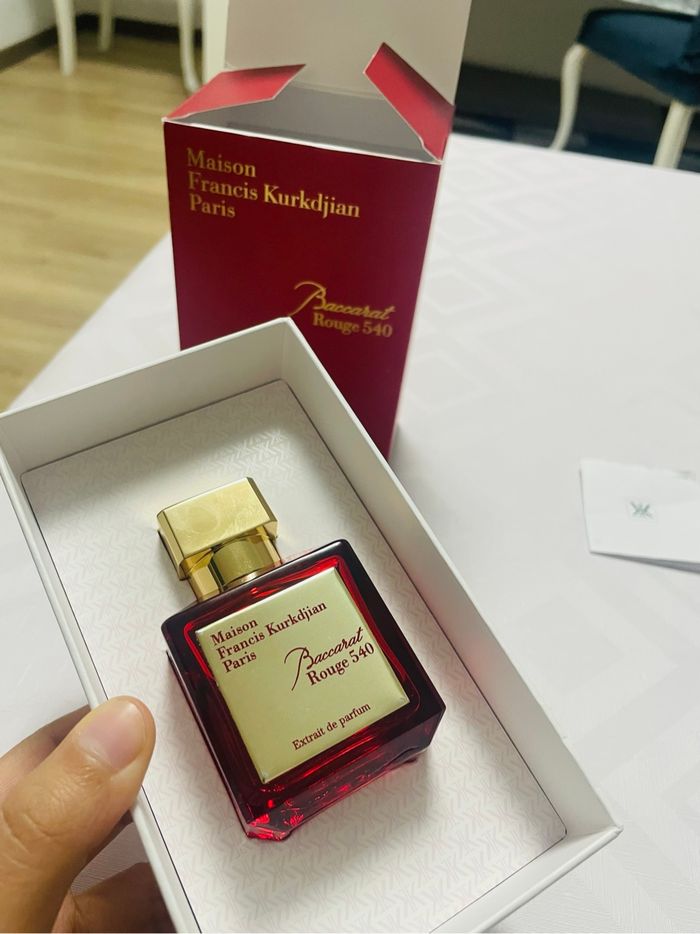 Maison
Francis Kurkdjian
Paris
Baccarat
Rouge 540
Maison
Francis Kurkdjian
Paris
Baccarat
Rouge 540
Extrait de parfum